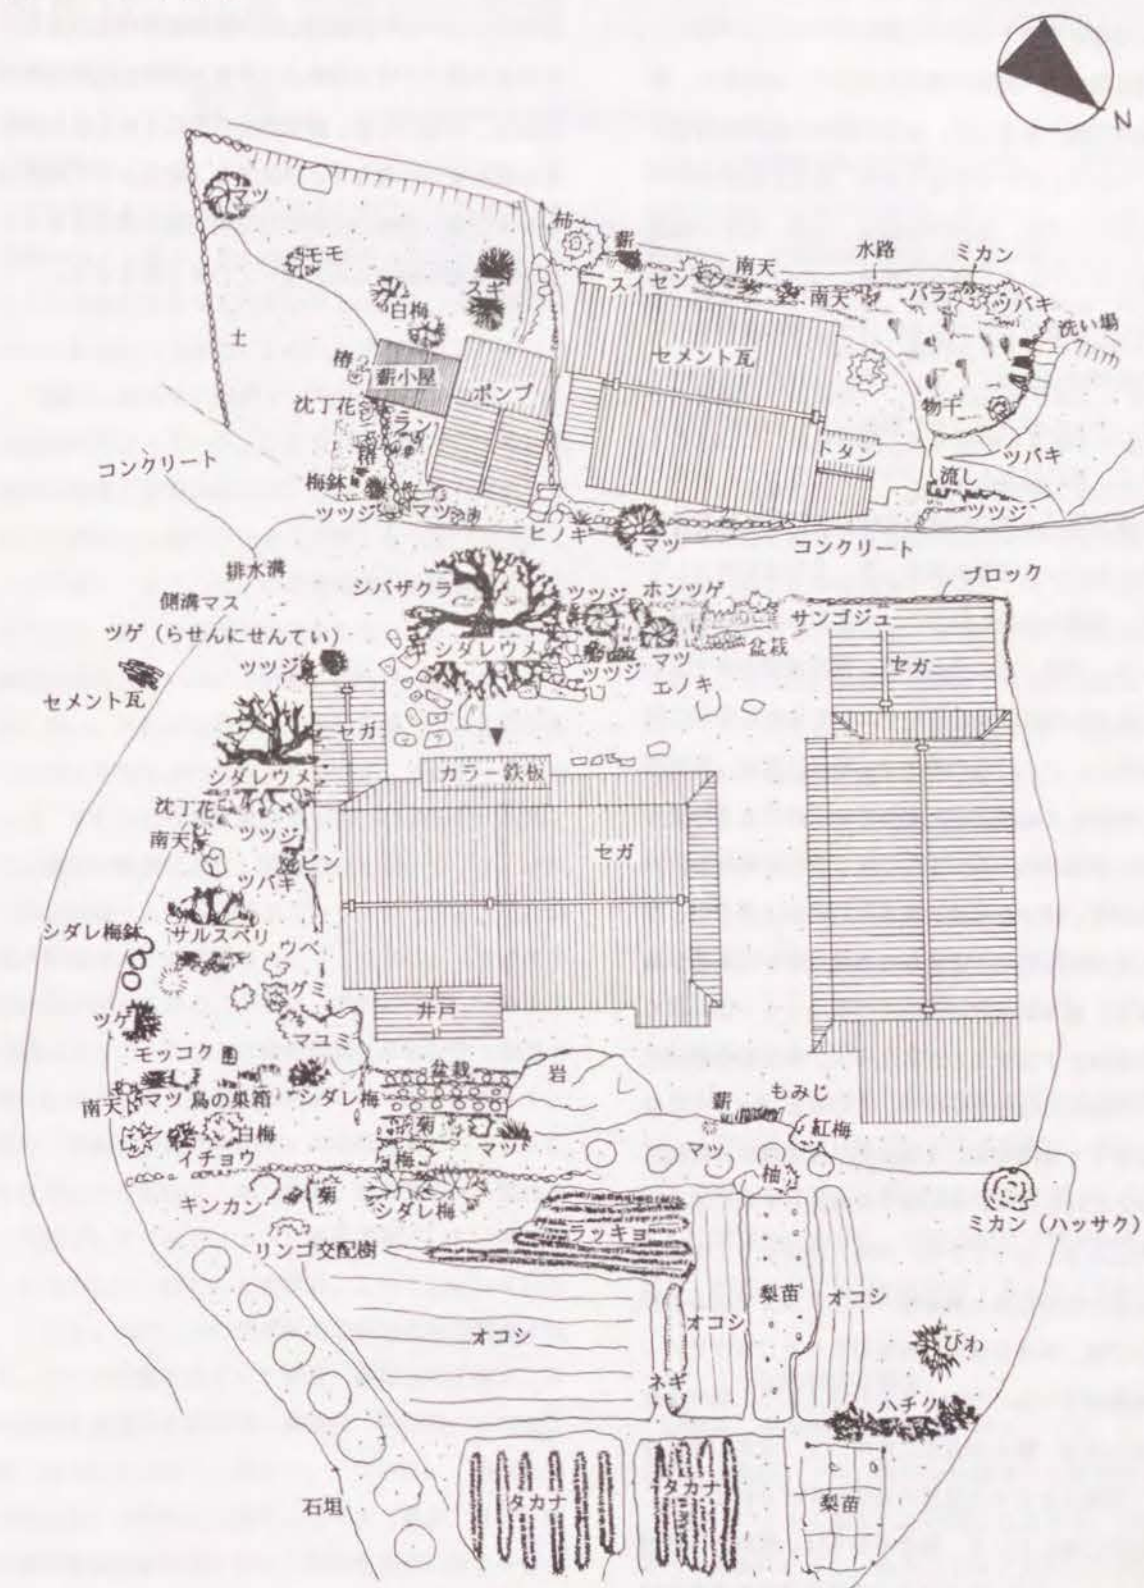 N
マツ
モモ
白梅
スギ
土
柿
薪
スイセン
南天
南天
水路
ミカン
バラ
ツバキ
洗い場
セメント瓦
椿
薪小屋
ポンプ
沈丁花
ラン
椿
梅鉢
ツツジ
マツ
物干
トタン
ツバキ
流し
ツツジ
コンクリート
ヒノキ
マツ
コンクリート
排水溝
側溝マス
ツゲ（らせんにせんてい）
ツツジ
セメント瓦
シバザクラ
シダレウメ
ツツジ
ホンツゲ
ツツジ
マツ
盆栽
エノキ
サンゴジュ
ブロック
セガ
セガ
シダレウメ
カラー鉄板
セガ
沈丁花
南天
ツツジ
ビン
ツバキ
シダレ梅鉢
サルスベリ
ウベ
グミ
ツゲ
マユミ
井戸
モッコク
南天
マツ
鳥の巣箱
シダレ梅
白梅
イチョウ
盆栽
菊
梅
マツ
岩
薪
もみじ
紅梅
マツ
柚
キンカン
菊
シダレ梅
リンゴ交配樹
ラッキョ
ミカン（ハッサク）
オコシ
オコシ
梨苗
オコシ
ネギ
びわ
ハチク
石垣
タカナ
タカナ
梨苗